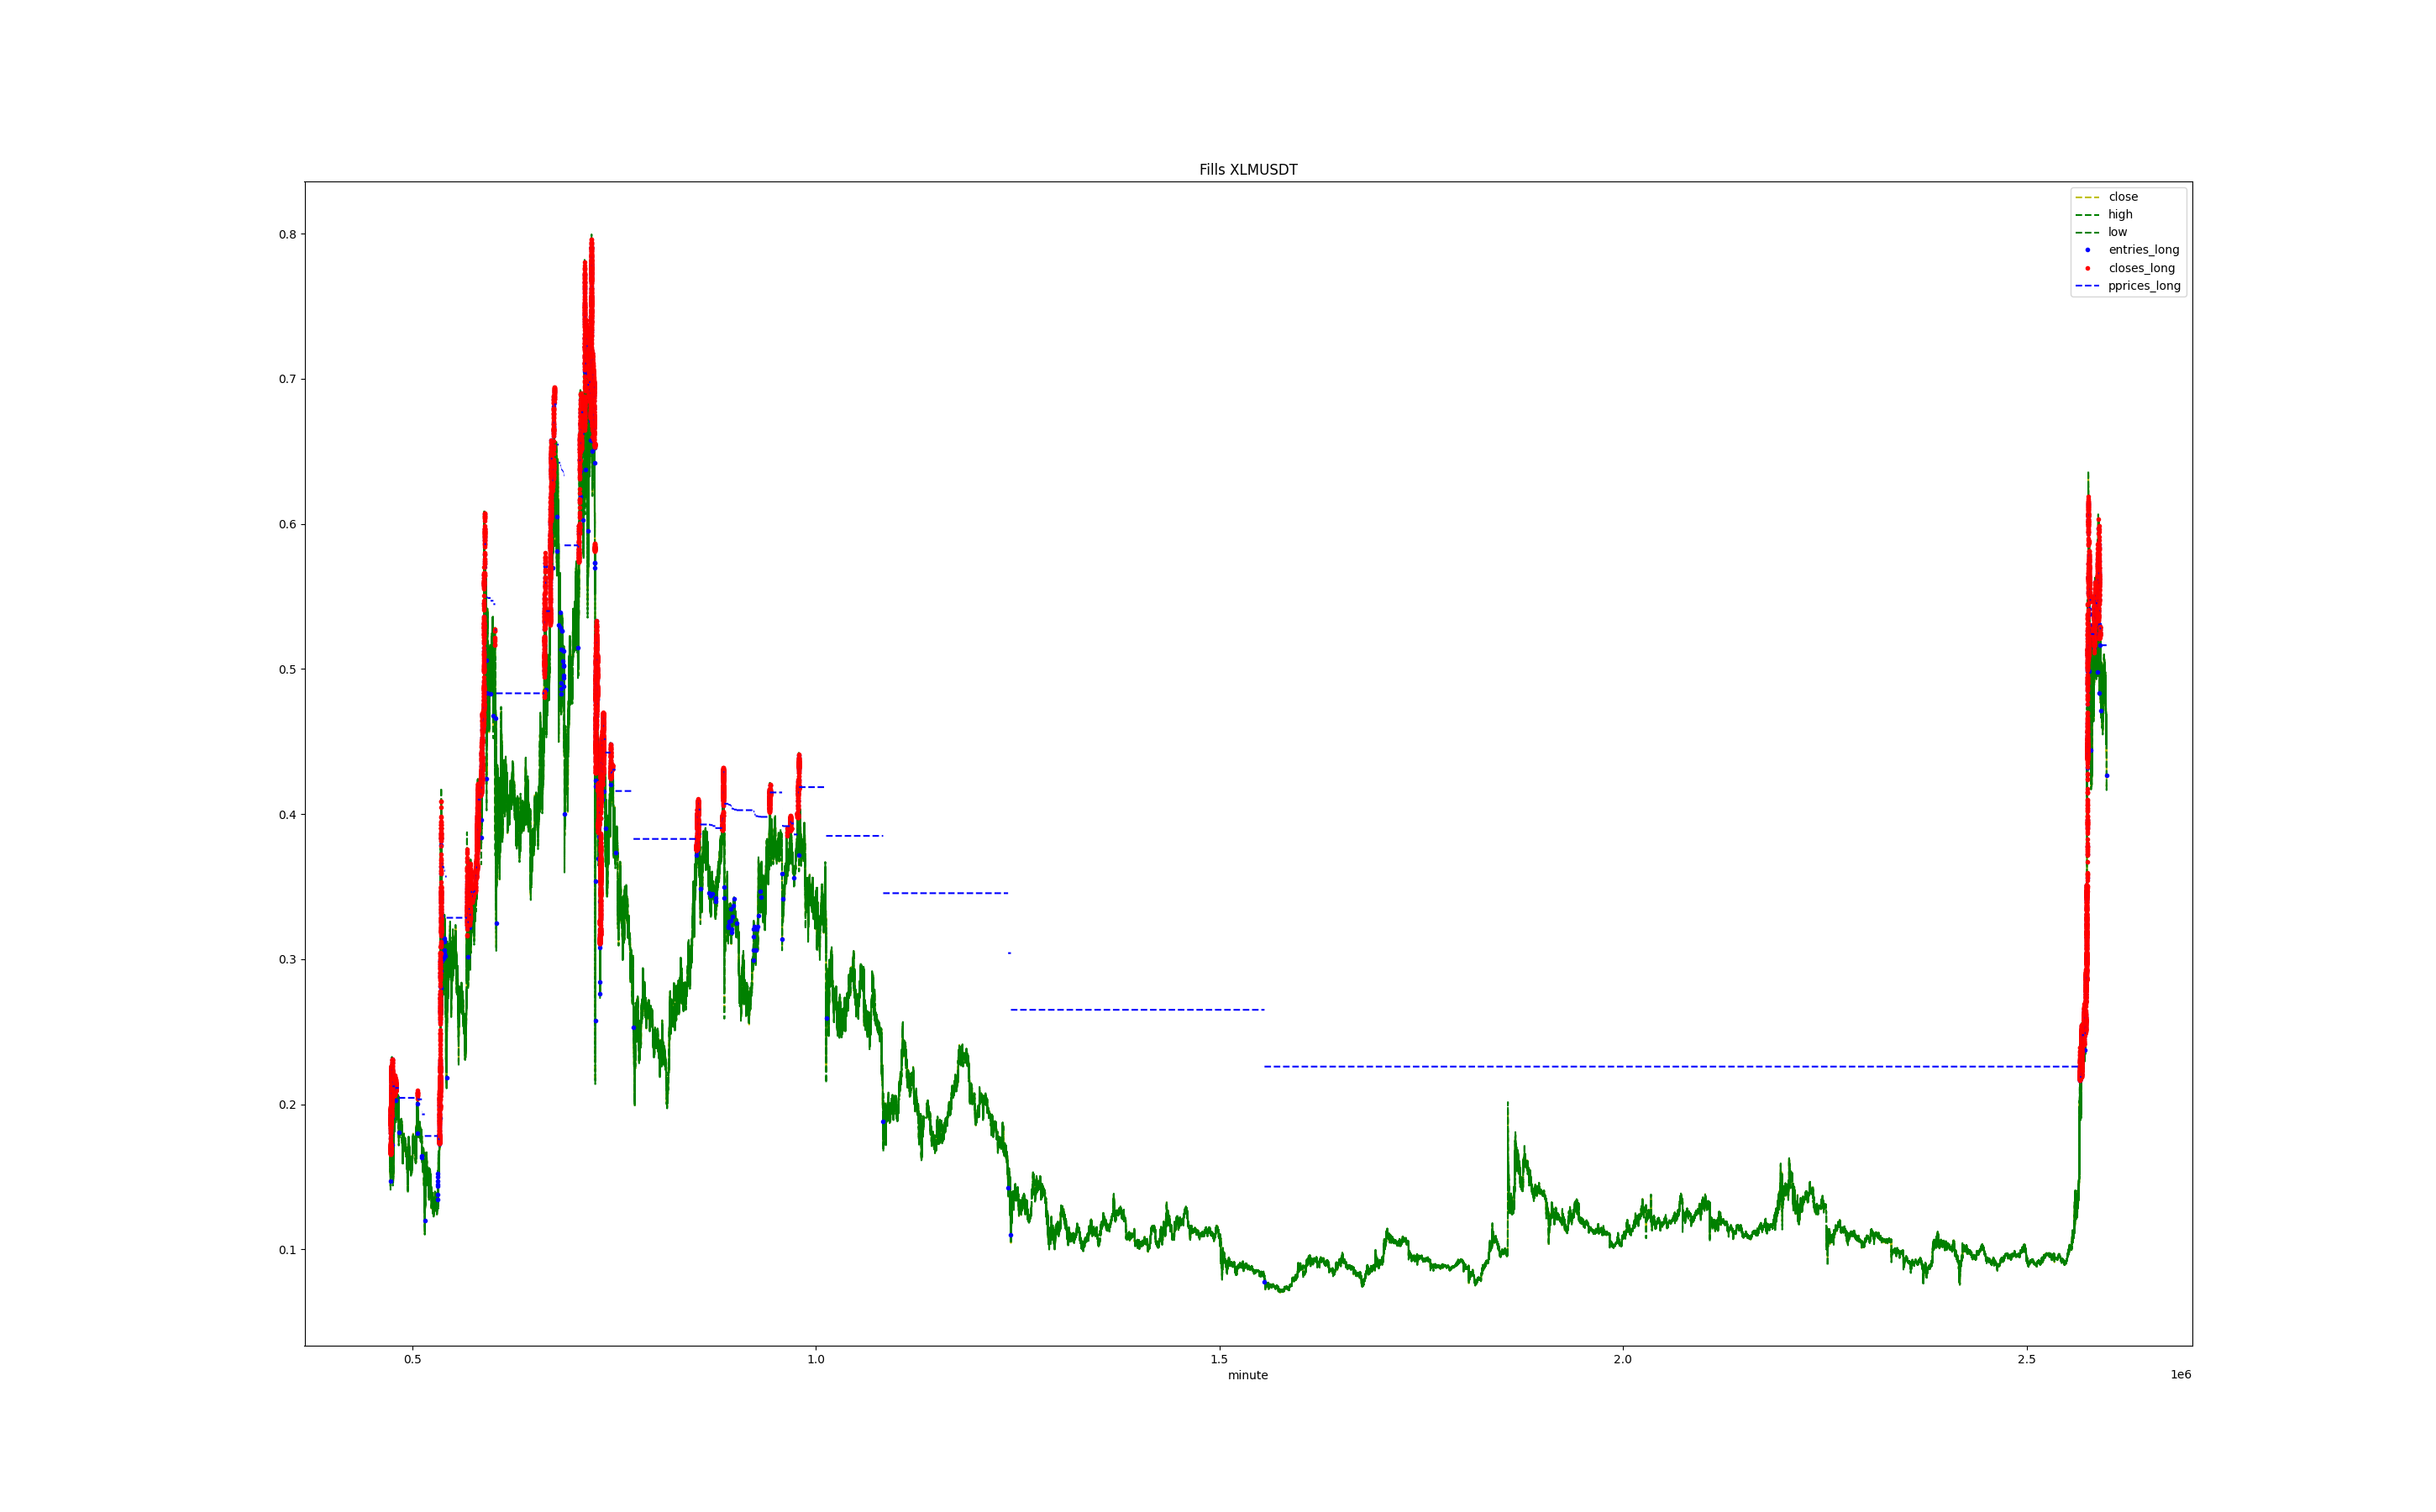 Fills XLMUSDT
close
high
low
entries_long
closes_long
pprices_long
0.8
0.7
0.6
0.5
0.4
0.3
0.2
0.1
0.5 1.0 1.5 2.0 2.5
minute
1e6